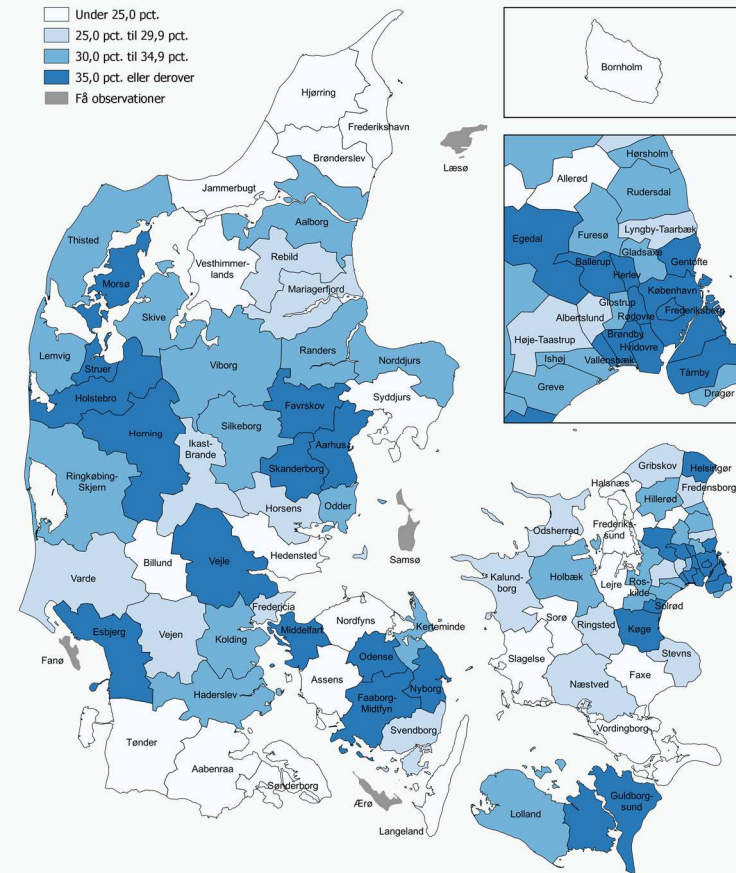 Under 25,0 pct.
25,0 pct. til 29,9 pct.
30,0 pct. til 34,9 pct.
35,0 pct. eller derover
Få observationer
Hjørring
Frederikshavn
Brønderslev
Læsø
Jammerbugt
Aalborg
Thisted
Vesthimmer-
lands
Rebild
Morsø
Mariagerfjord
Skive
Lemvig
Struer
Viborg
Randers
Norddjurs
Holstebro
Favrskov
Syddjurs
Herning
Silkeborg
Ikast-
Brande
Aarhus
Skanderborg
Ringkøbing-
Skjern
Horsens
Odder
Hedensted
Samsø
Billund
Vejle
Varde
Fredericia
Esbjerg
Vejen
Kolding
Middelfart
Nordfyns
Kerteminde
Fanø
Odense
Assens
Nyborg
Haderslev
Faaborg-
Midtfyn
Svendborg
Tønder
Aabenraa
Sønderborg
Ærø
Langeland
Bornholm
Hørsholm
Allerød
Rudersdal
Egedal
Furesø
Lyngby-Taarbæk
Gladsaxe
Gentofte
Ballerup
Herlev
København
Glostrup
Rødovre
Frederiksberg
Albertslund
Brøndby
Høje-Taastrup
Hvidovre
Ishøj
Vallensbæk
Tårnby
Greve
Dragør
Gribskov
Helsingør
Halsnæs
Hillerød
Fredensborg
Odsherred
Frederiks-
sund
Kalund-
borg
Holbæk
Lejre
Ros-
kilde
Solrød
Sorø
Ringsted
Køge
Slagelse
Stevns
Næstved
Faxe
Vordingborg
Guldborg-
sund
Lolland